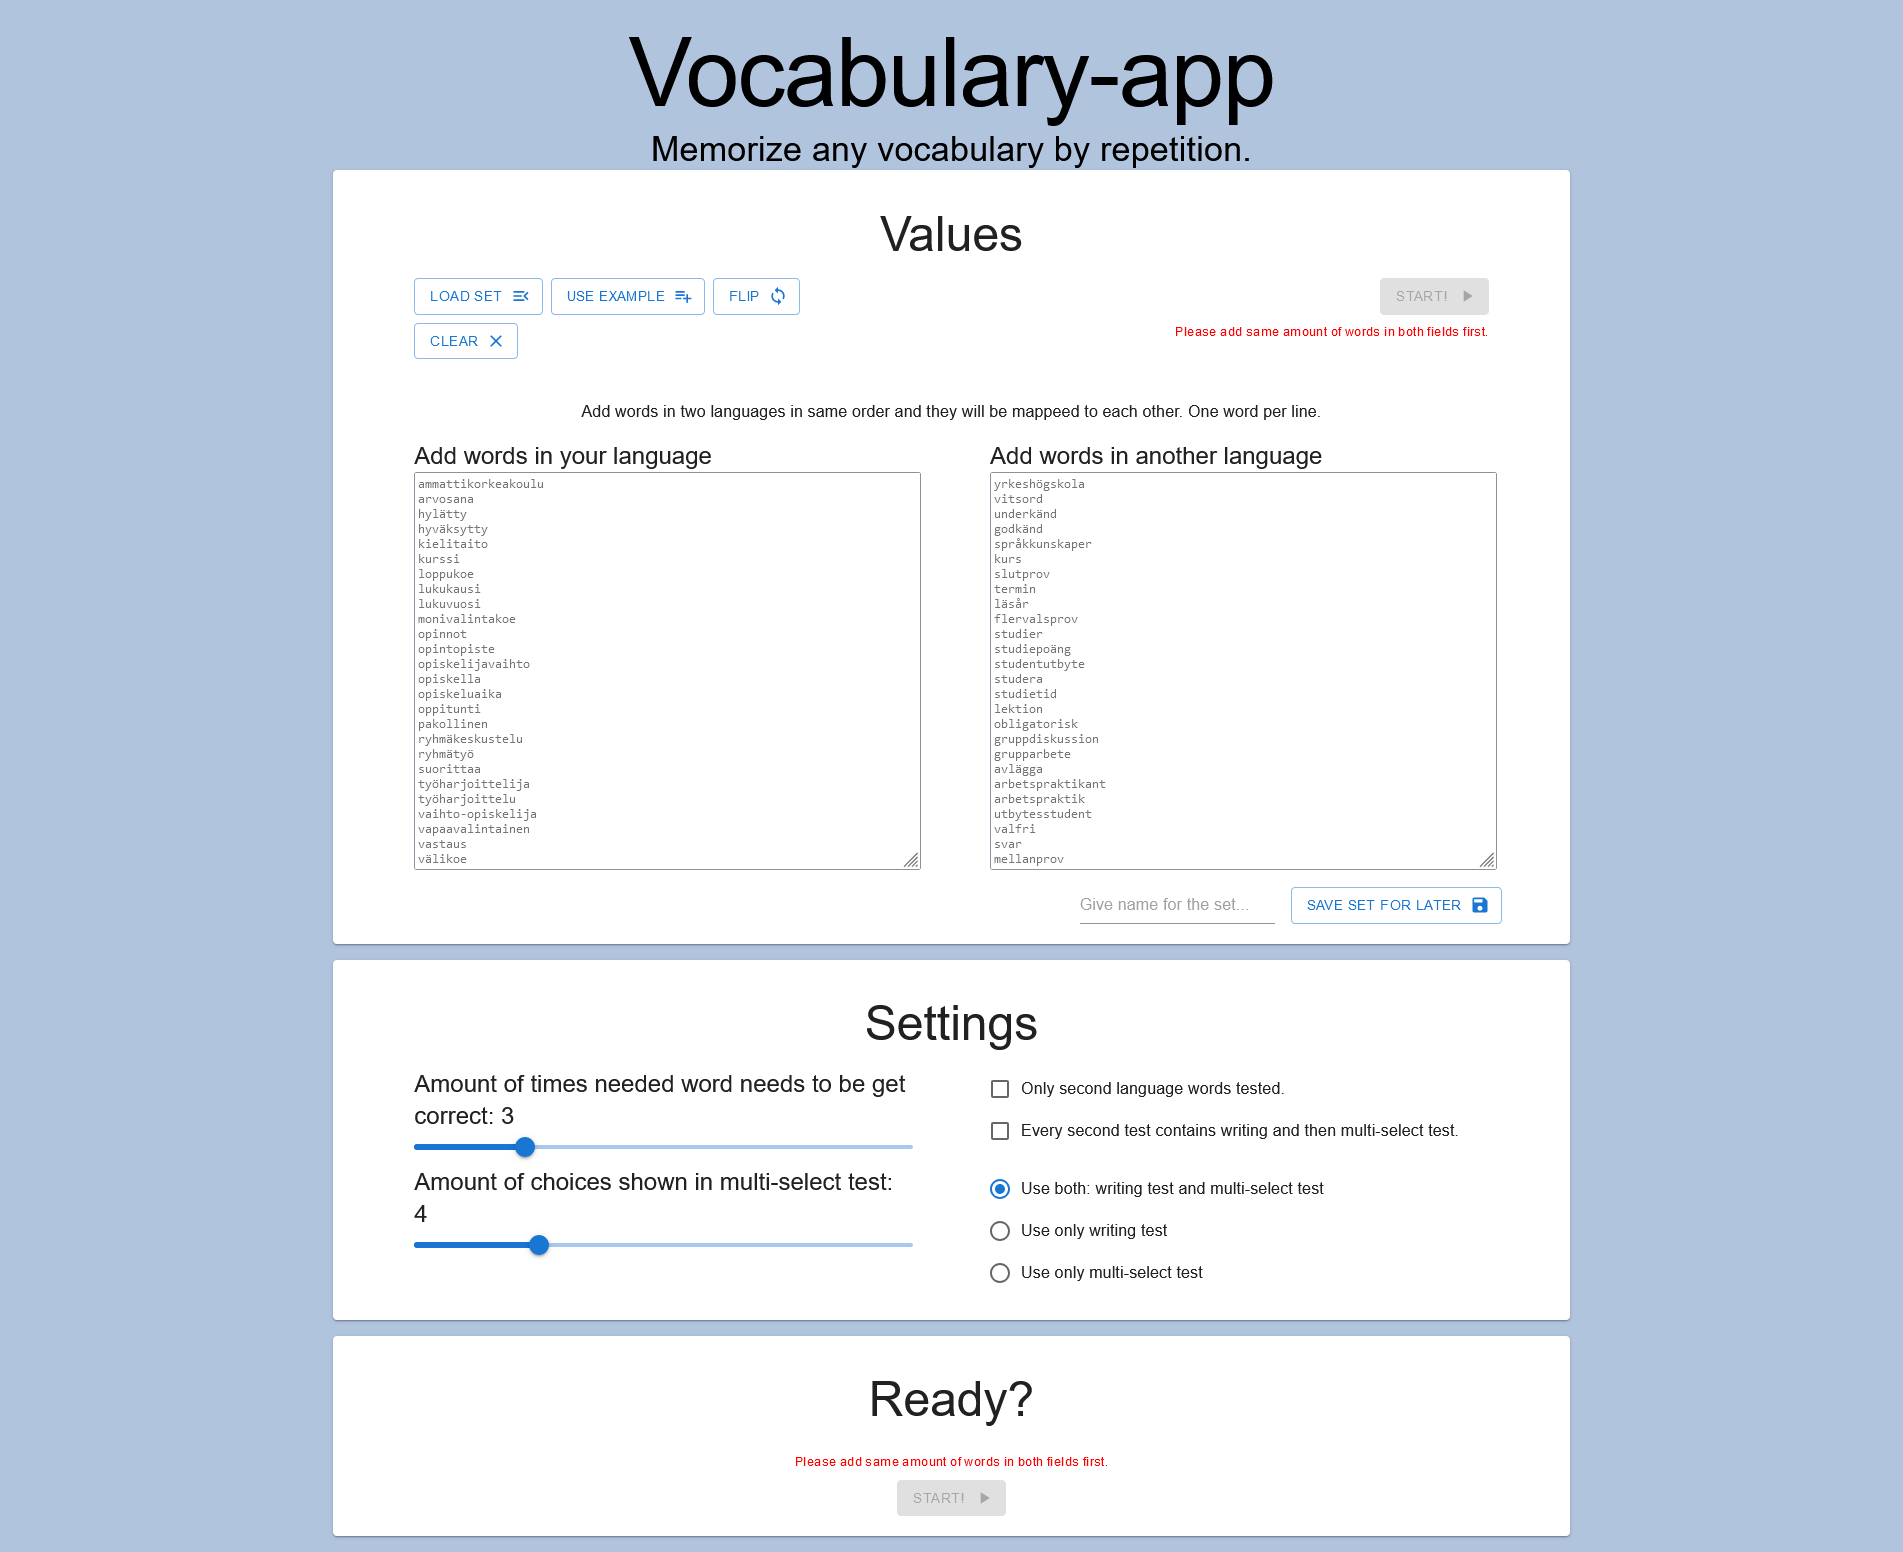 Vocabulary-app
Memorize any vocabulary by repetition.
Values
LOAD SET
USE EXAMPLE
FLIP
START!
CLEAR
Please add same amount of words in both fields first.
Add words in two languages in same order and they will be mappeed to each other. One word per line.
Add words in your language
ammattikorkeakoulu
arvosana
hylätty
hyväksytty
kielitaito
kurssi
loppukoe
lukukausi
lukuvuosi
monivalintakoe
opinnot
opintopiste
opiskelijavaihto
opiskella
opiskeluaika
oppitunti
pakollinen
ryhmäkeskustelu
ryhmätyö
suorittaa
työharjoittelija
työharjoittelu
vaihto-opiskelija
vapaavalintainen
vastaus
välikoe
Add words in another language
yrkeshögskola
vitsord
underkänd
godkänd
språkkunskaper
kurs
slutprov
termin
läsår
flervalsprov
studier
studiepoäng
studentutbyte
studera
studietid
lektion
obligatorisk
gruppdiskussion
grupparbete
avlägga
arbetspraktikant
arbetspraktik
utbytesstudent
valfri
svar
mellanprov
Give name for the set...
SAVE SET FOR LATER
Settings
Amount of times needed word needs to be get
correct: 3
Amount of choices shown in multi-select test:
4
Only second language words tested.
Every second test contains writing and then multi-select test.
Use both: writing test and multi-select test
Use only writing test
Use only multi-select test
Ready?
Please add same amount of words in both fields first.
START!